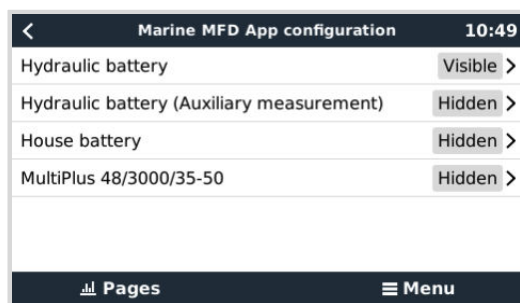 Marine MFD App configuration 10:49
Hydraulic battery Visible
Hydraulic battery (Auxiliary measurement) Hidden
House battery Hidden
MultiPlus 48/3000/35-50 Hidden
Pages Menu